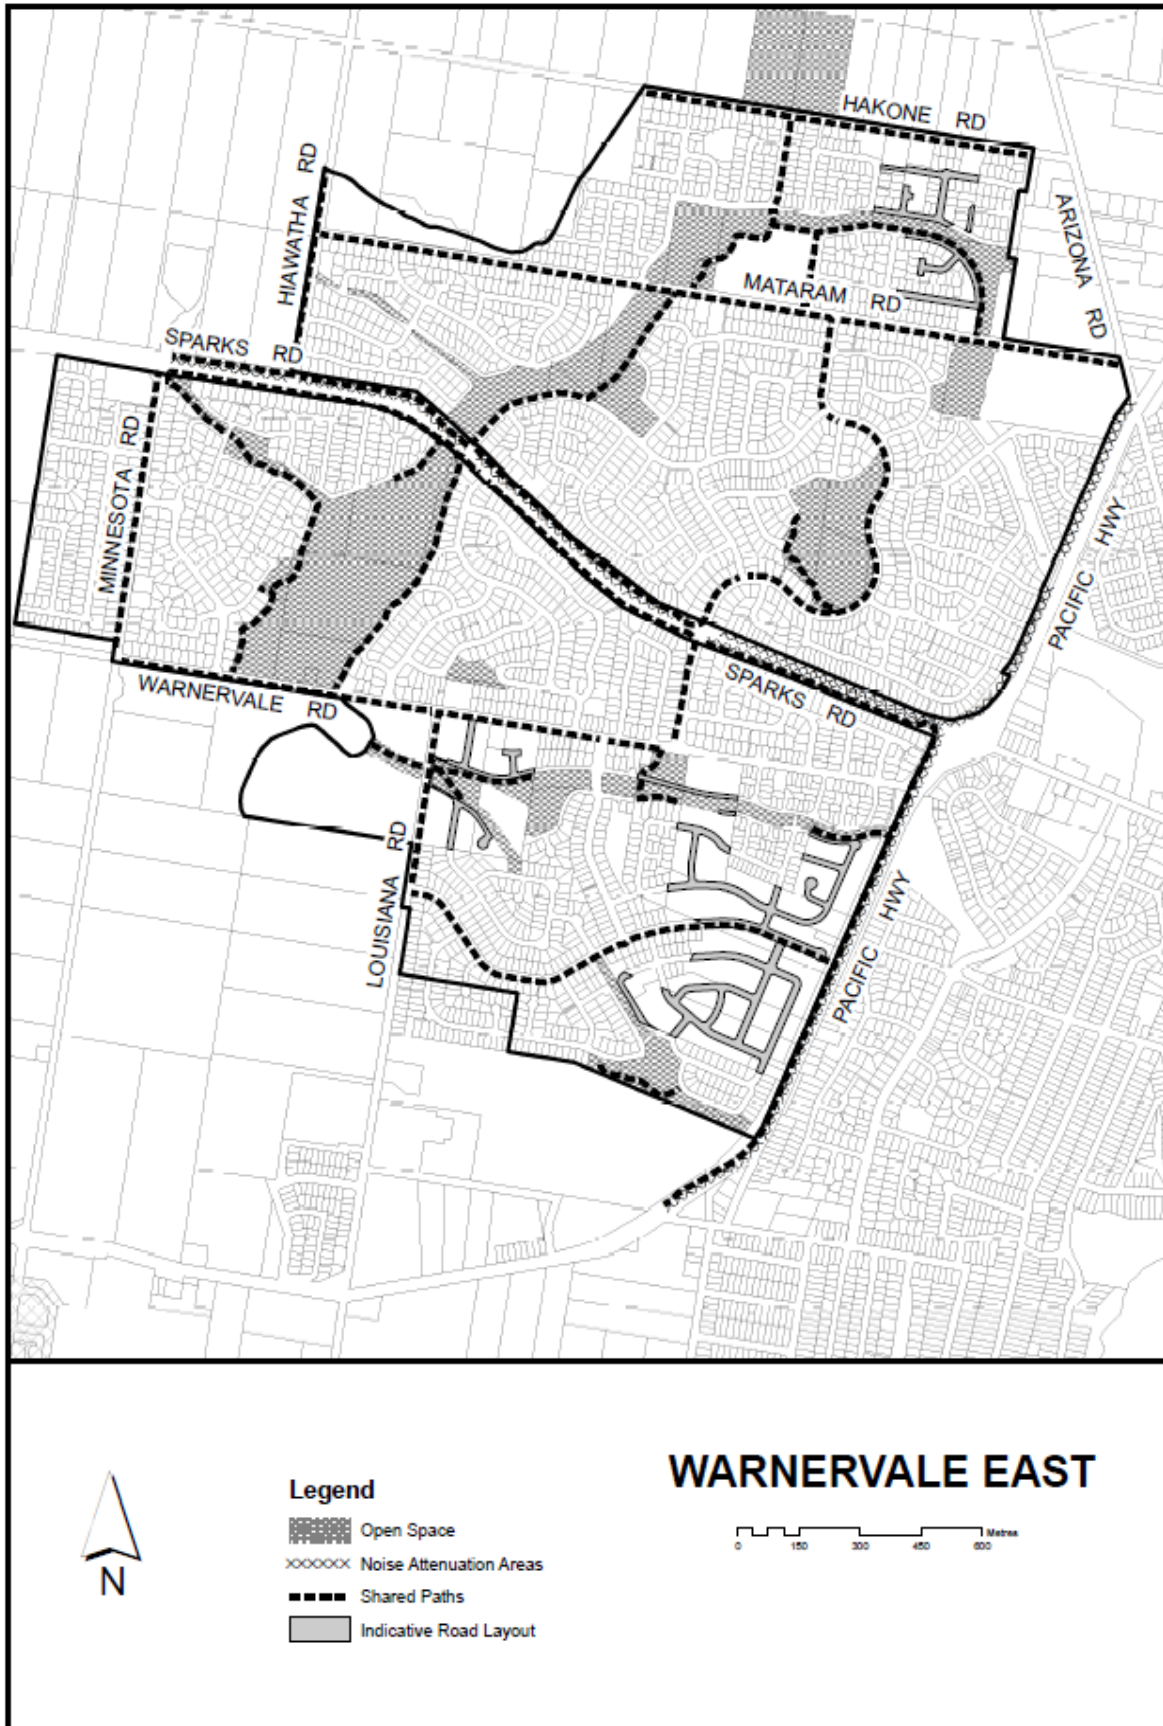 HAKONE RD
HIAWATHA RD
ARIZONA RD
MATARAM RD
SPARKS RD
MINNESOTA RD
PACIFIC HWY
WARNERVALE RD
SPARKS RD
LOUISIANA RD
PACIFIC HWY
WARNERVALE EAST
N
Legend
Open Space
Noise Attenuation Areas
Shared Paths
Indicative Road Layout
0 150 300 450 600 Metres